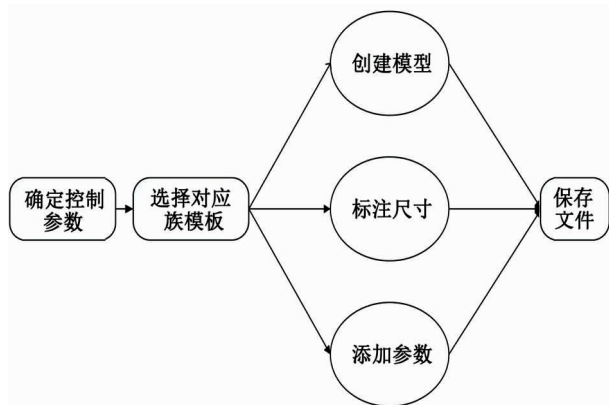 创建模型
确定控制
参数
选择对应
族模板
标注尺寸
保存
文件
添加参数